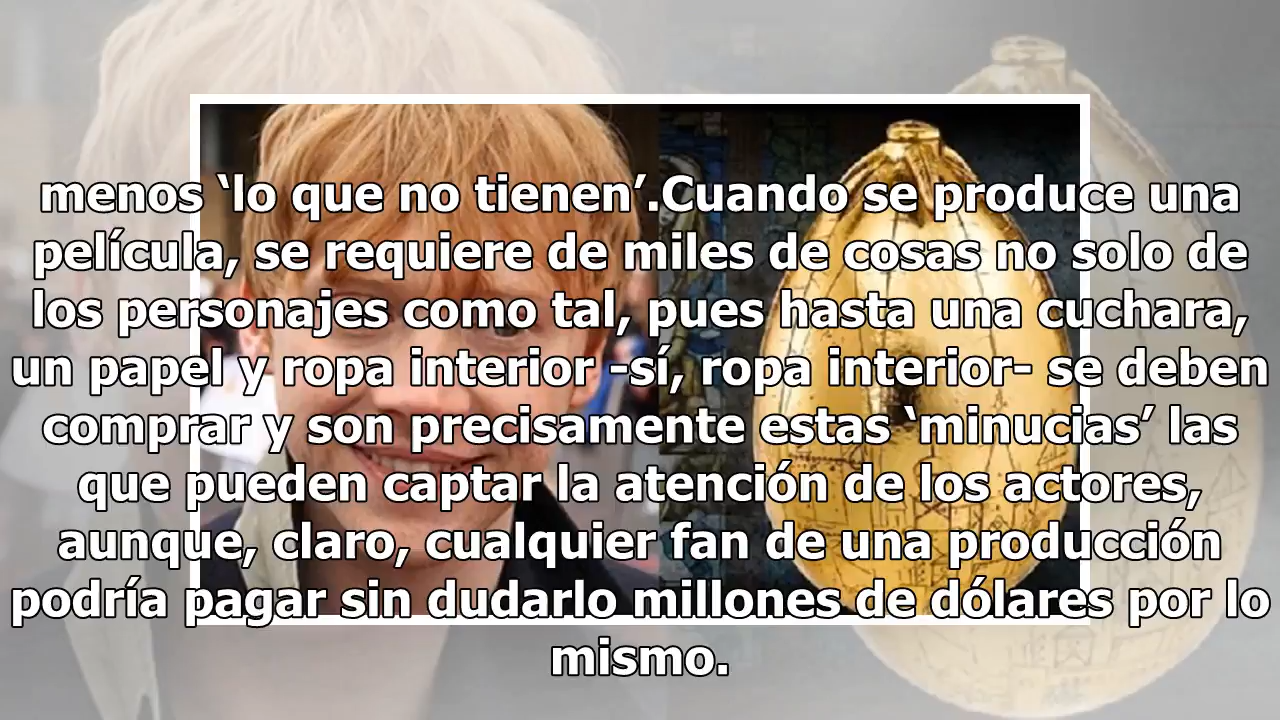 menos ‘lo que no tienen’.Cuando se produce una
película, se requiere de miles de cosas no solo de
los personajes como tal, pues hasta una cuchara,
un papel y ropa interior -sí, ropa interior- se deben
comprar y son precisamente estas ‘minucias’ las
que pueden captar la atención de los actores,
aunque, claro, cualquier fan de una producción
podría pagar sin dudarlo millones de dólares por lo
mismo.